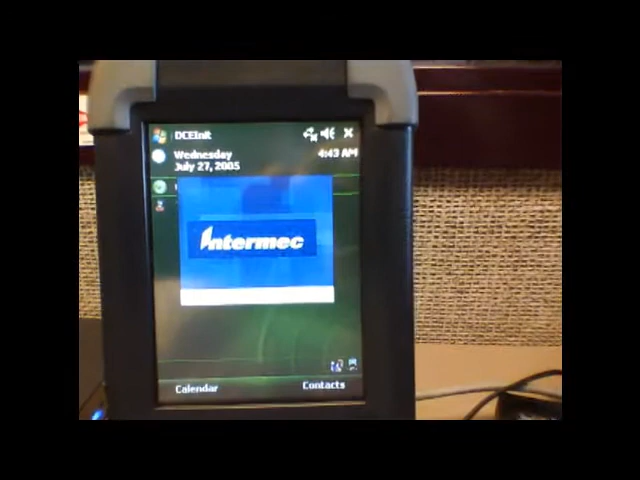 DCEInit
Wednesday
4:43 AM
July 27, 2005
Intermec
Calendar
Contacts